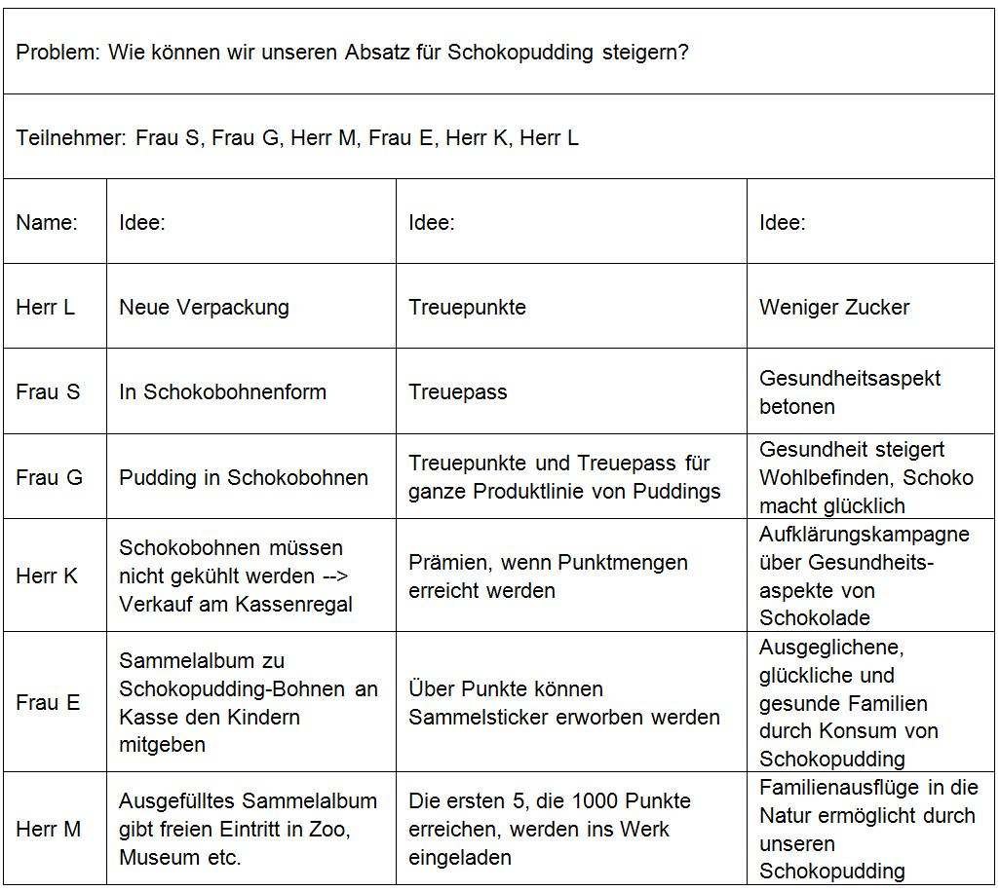 Problem: Wie können wir unseren Absatz für Schokopudding steigern?
Teilnehmer: Frau S, Frau G, Herr M, Frau E, Herr K, Herr L
Name:
Idee:
Idee:
Idee:
Herr L
Neue Verpackung
Treuepunkte
Weniger Zucker
Frau S
In Schokobohnenform
Treuepass
Gesundheitsaspekt
betonen
Frau G
Pudding in Schokobohnen
Treuepunkte und Treuepass für
ganze Produktlinie von Puddings
Gesundheit steigert
Wohlbefinden, Schoko
macht glücklich
Herr K
Schokobohnen müssen
nicht gekühlt werden -->
Verkauf am Kassenregal
Prämien, wenn Punktmengen
erreicht werden
Aufklärungskampagne
über Gesundheits-
aspekte von
Schokolade
Frau E
Sammelalbum zu
Schokopudding-Bohnen an
Kasse den Kindern
mitgeben
Über Punkte können
Sammelsticker erworben werden
Ausgeglichene,
glückliche und
gesunde Familien
durch Konsum von
Schokopudding
Herr M
Ausgefülltes Sammelalbum
gibt freien Eintritt in Zoo,
Museum etc.
Die ersten 5, die 1000 Punkte
erreichen, werden ins Werk
eingeladen
Familienausflüge in die
Natur ermöglicht durch
unseren
Schokopudding